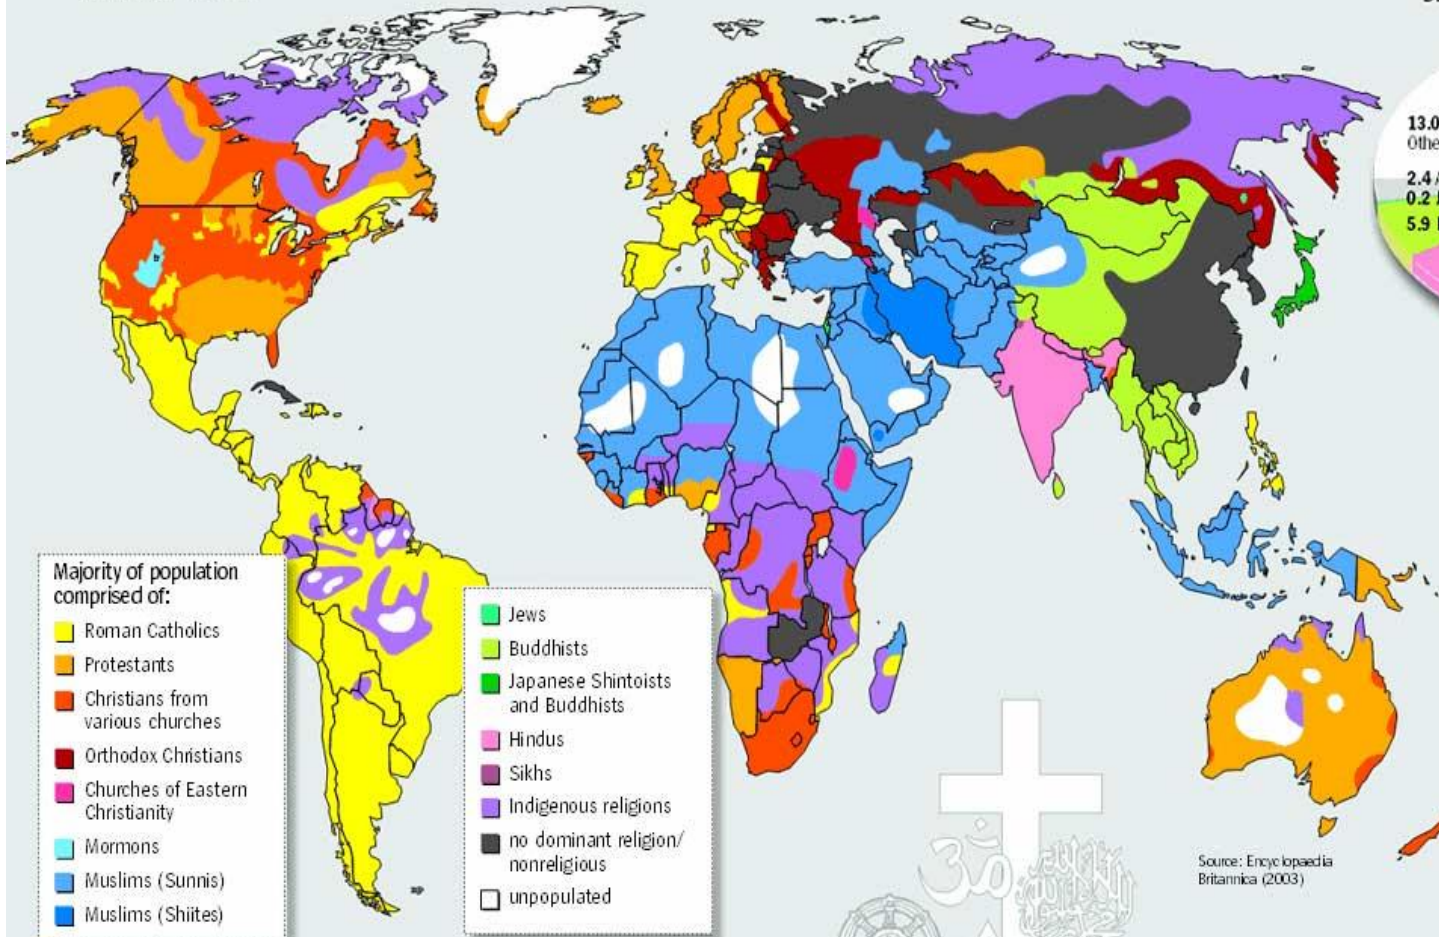 13.0
2.4
0.2
5.9
Majority of population
comprised of:
Roman Catholics
Protestants
Christians from
various churches
Orthodox Christians
Churches of Eastern
Christianity
Mormons
Muslims (Sunnis)
Muslims (Shiites)
Jews
Buddhists
Japanese Shintoists
and Buddhists
Hindus
Sikhs
Indigenous religions
no dominant religion/
nonreligious
unpopulated
Source: Encyclopaedia
Britannica (2003)